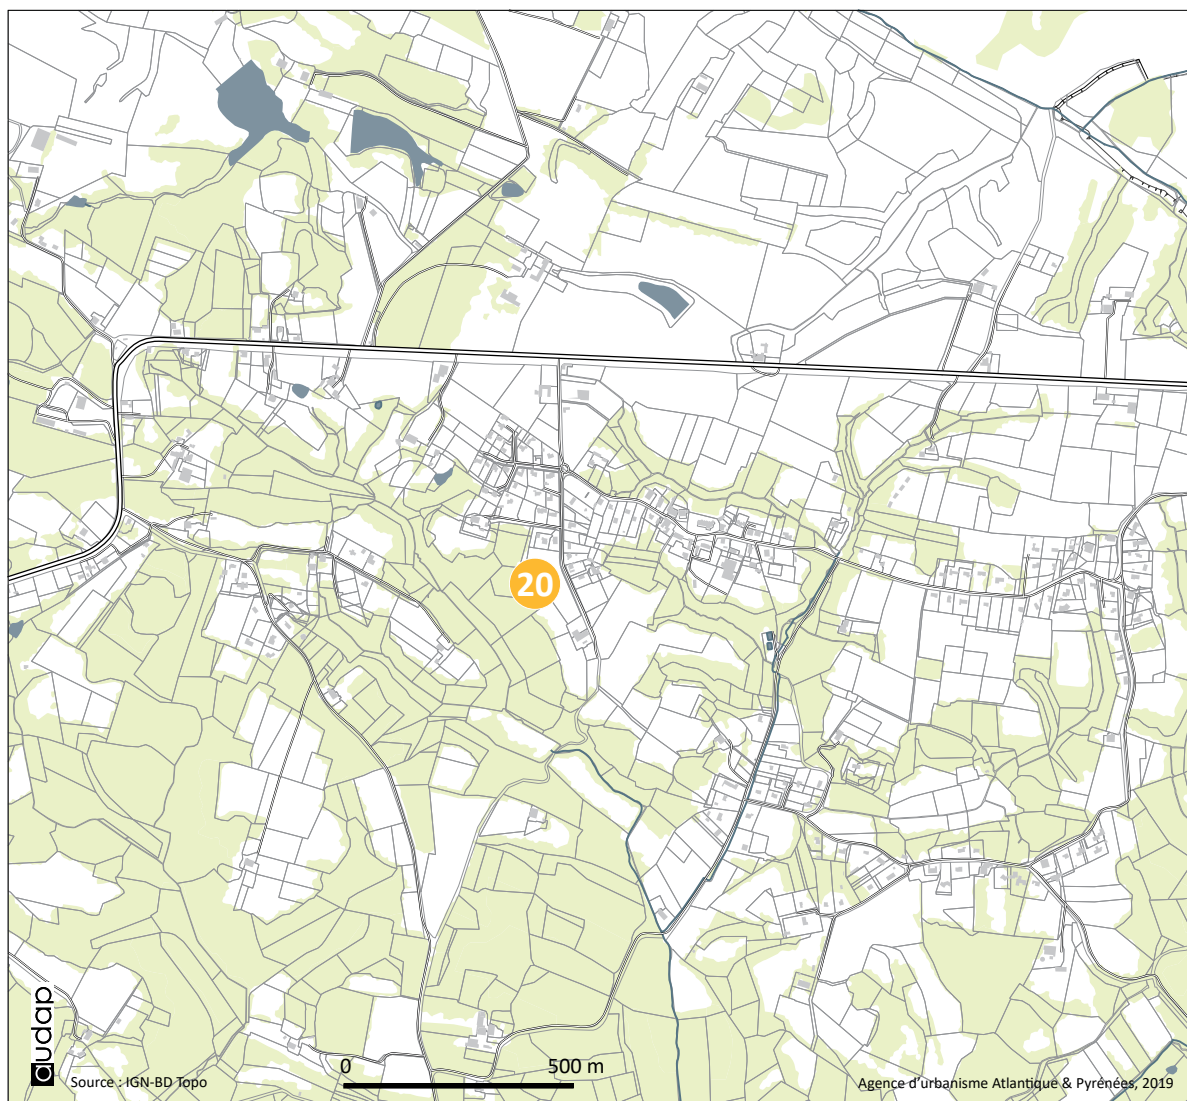 20
audap
Source : IGN-BD Topo
0 500 m
Agence d'urbanisme Atlantique & Pyrénées, 2019